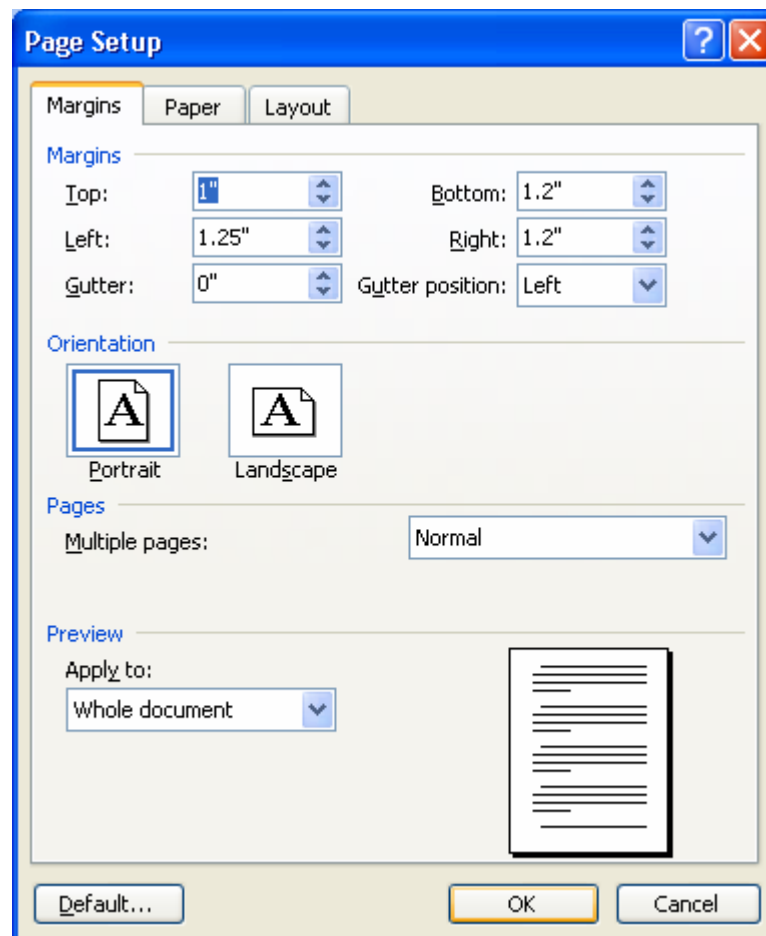 Page Setup
Margins Paper Layout
Margins
Top: 1" Bottom: 1.2"
Left: 1.25" Right: 1.2"
Gutter: 0" Gutter position: Left
Orientation
A A
Portrait Landscape
Pages
Multiple pages: Normal
Preview
Apply to:
Whole document
Default... OK Cancel